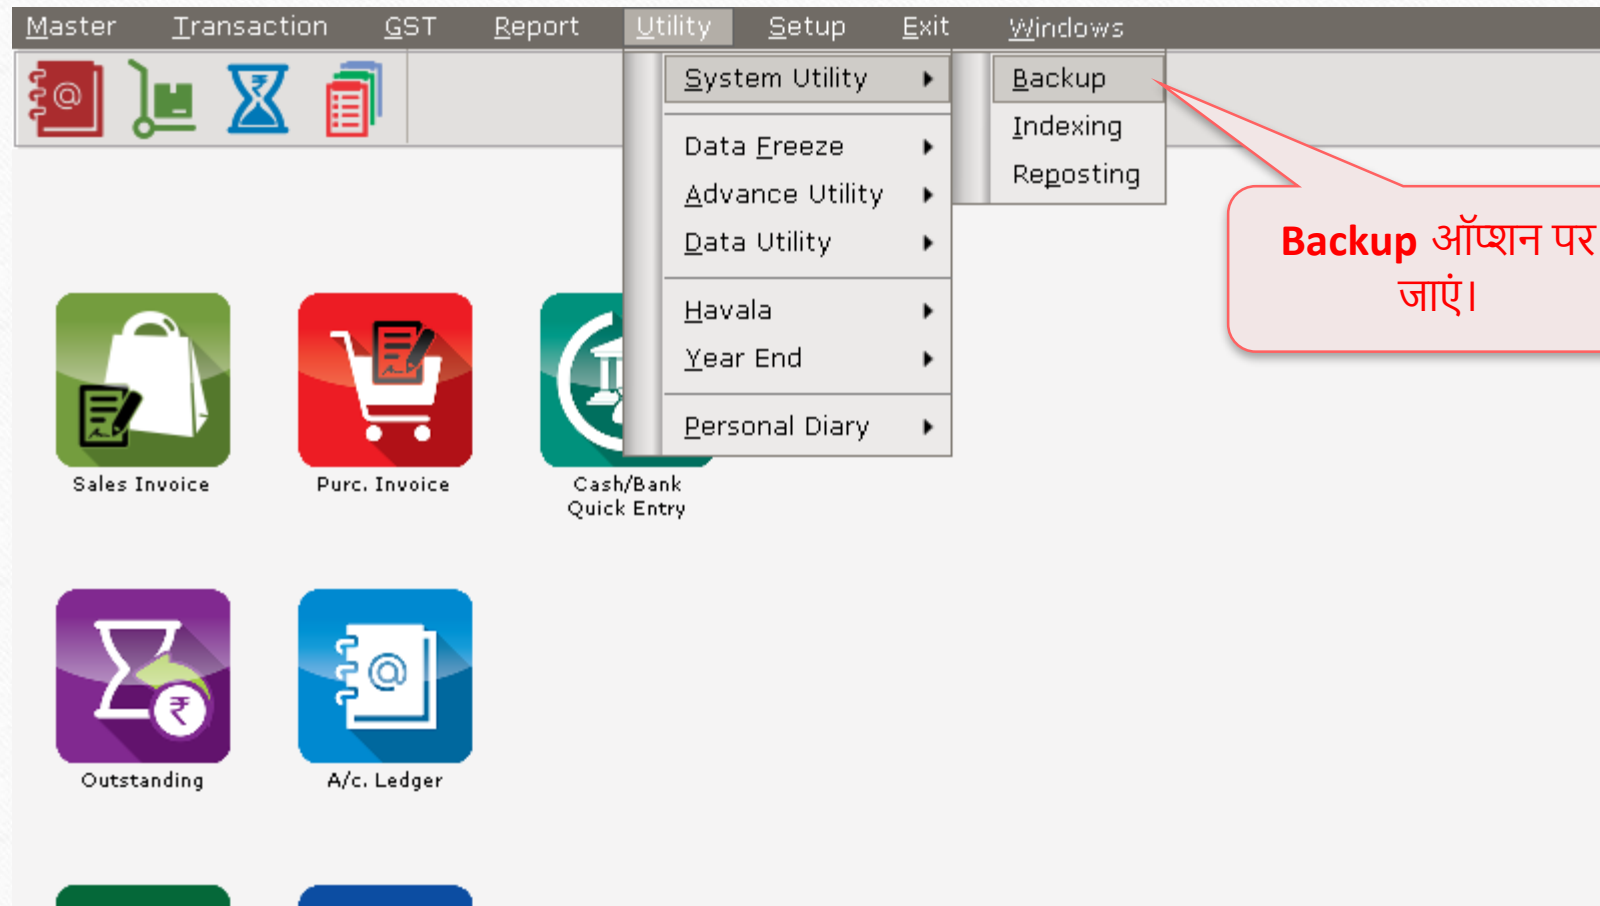 Master Transaction GST Report Utility Setup Exit Windows
System Utility
Data Freeze
Advance Utility
Data Utility
Havala
Year End
Personal Diary
Backup
Indexing
Reposting
Backup ऑप्शन पर
जाएं।
Sales Invoice
Purc. Invoice
Cash/Bank
Quick Entry
Outstanding
A/c. Ledger